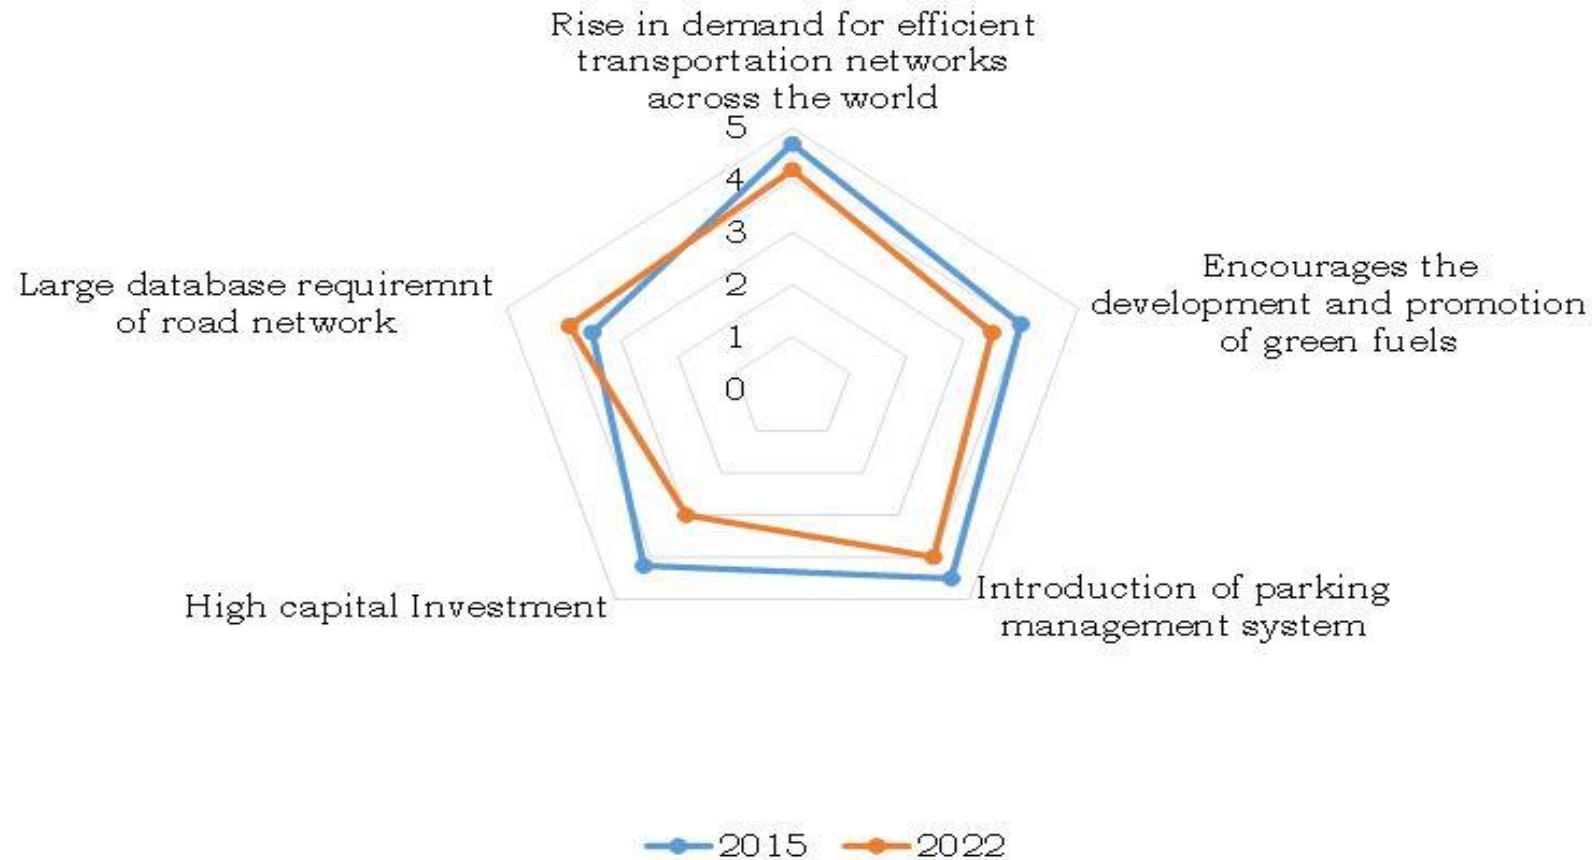 Rise in demand for efficient
transportation networks
across the world
5
4
3
2
1
0
Encourages the
development and promotion
of green fuels
Large database requiremnt
of road network
Introduction of parking
management system
High capital Investment
2015
2022